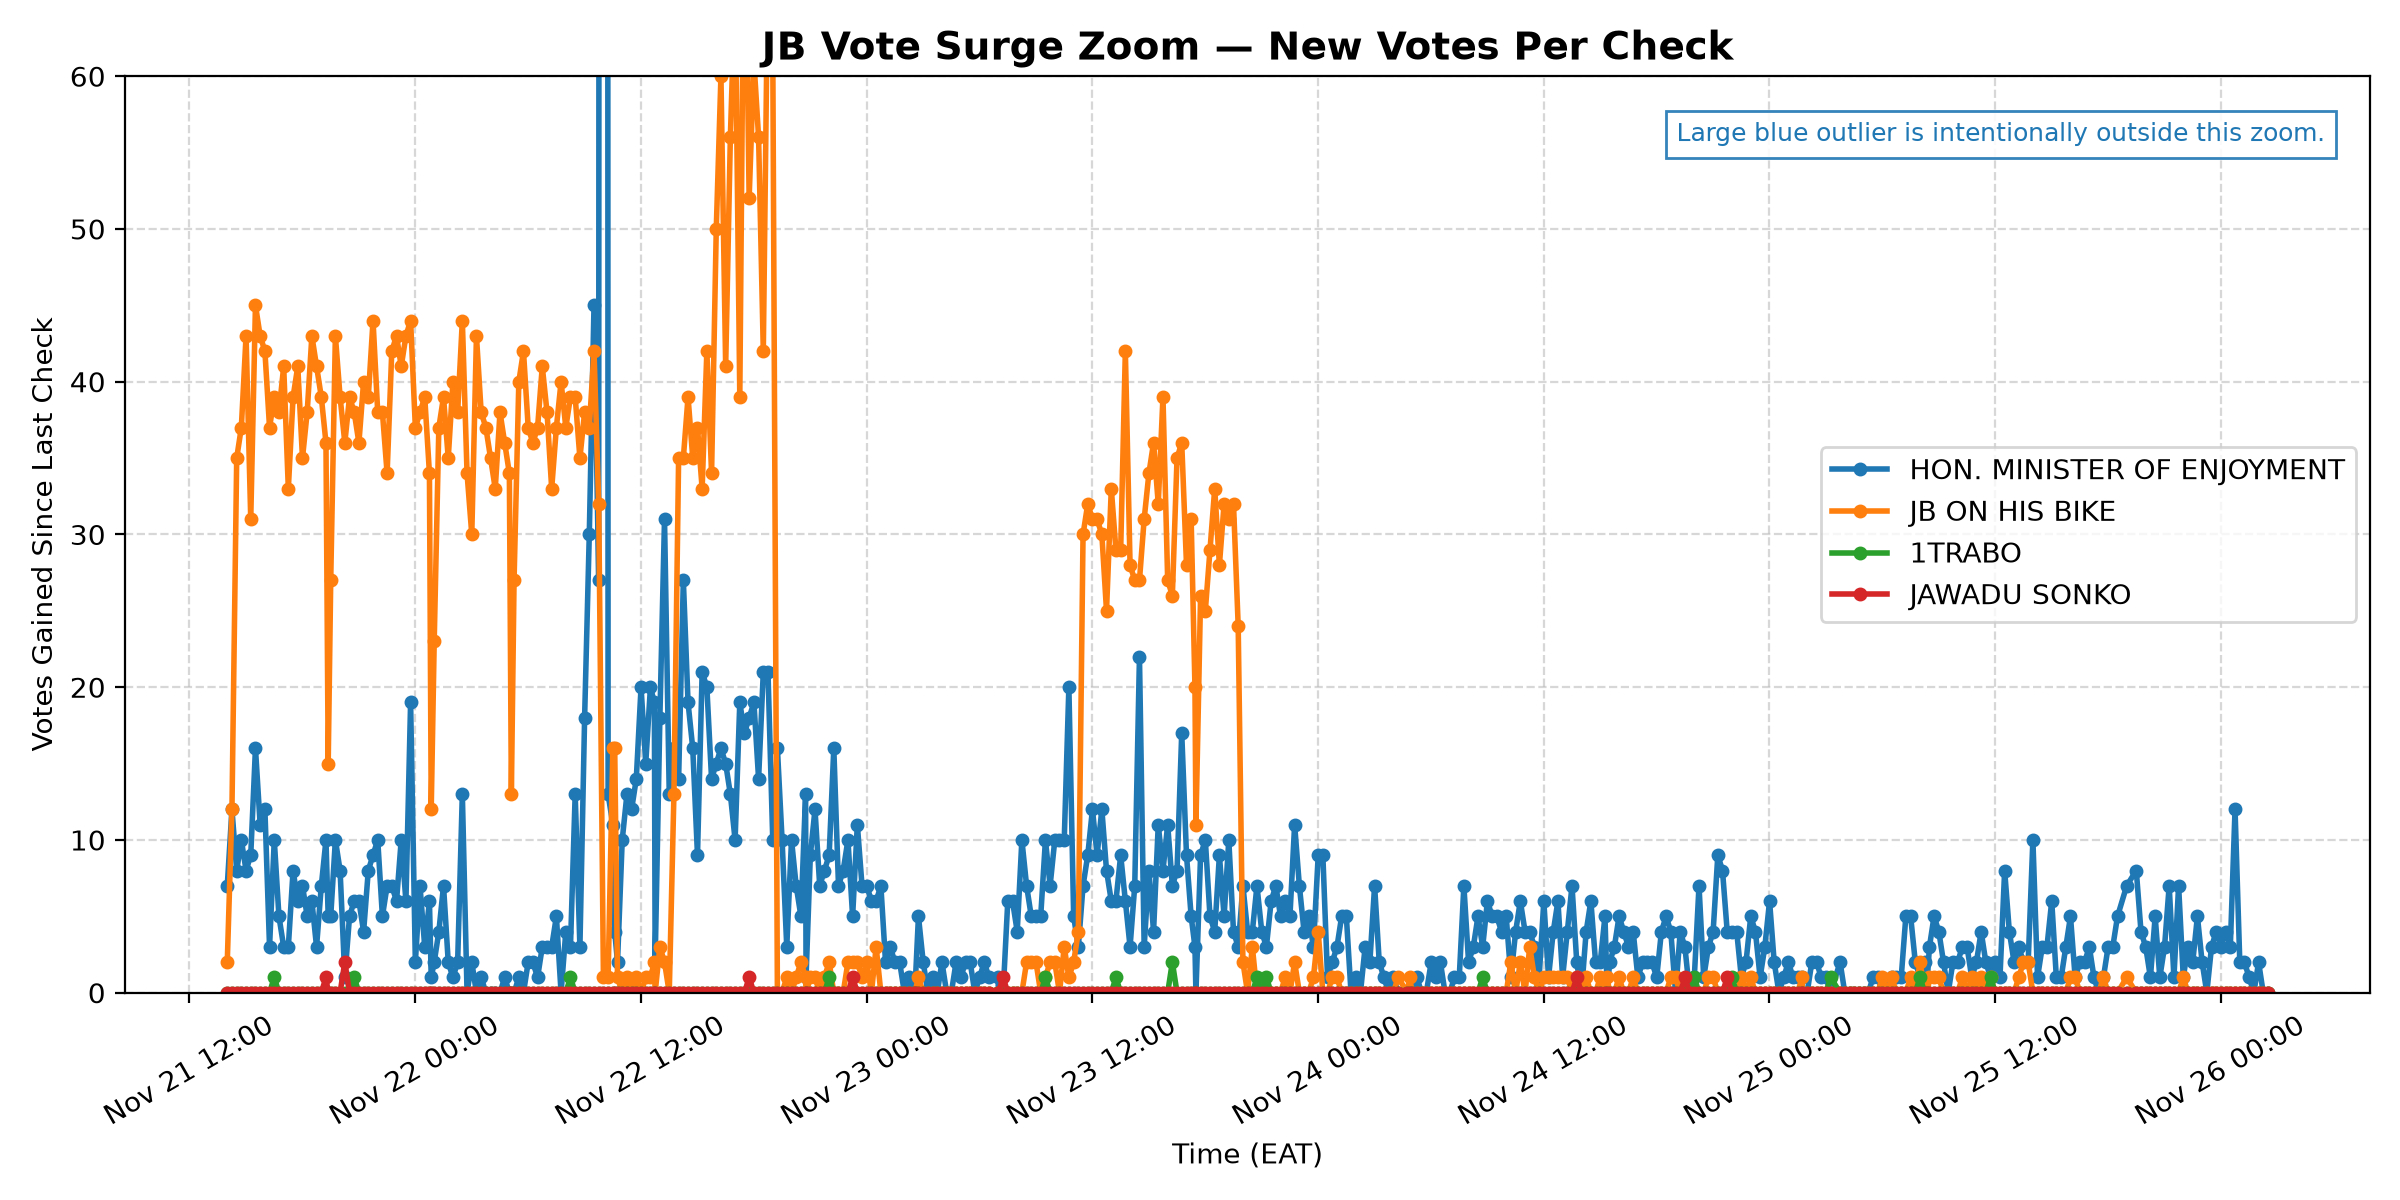 JB Vote Surge Zoom — New Votes Per Check
Large blue outlier is intentionally outside this zoom.
Votes Gained Since Last Check
60
50
40
30
20
10
0
HON. MINISTER OF ENJOYMENT
JB ON HIS BIKE
1TRABO
JAWADU SONKO
Nov 21 12:00
Nov 22 00:00
Nov 22 12:00
Nov 23 00:00
Nov 23 12:00
Nov 24 00:00
Nov 24 12:00
Nov 25 00:00
Nov 25 12:00
Nov 26 00:00
Time (EAT)